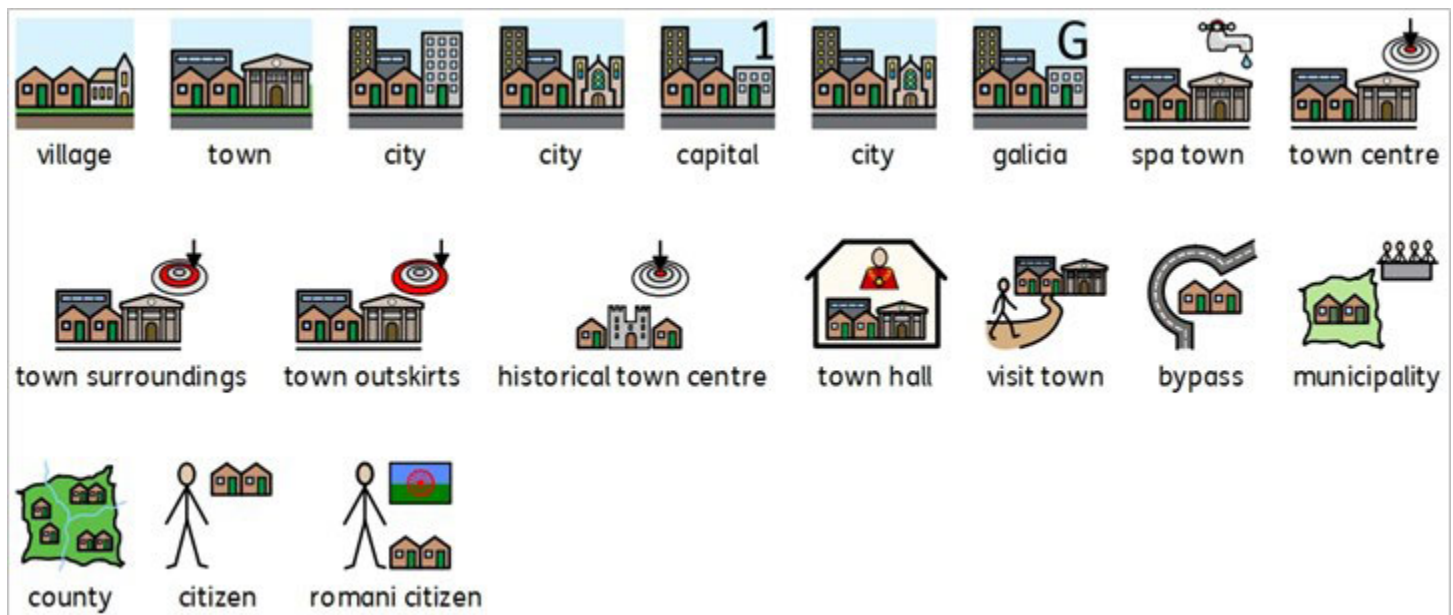 1 G
village town city city capital city galicia spa town town centre
town surroundings town outskirts historical town centre town hall visit town bypass municipality
county citizen romani citizen